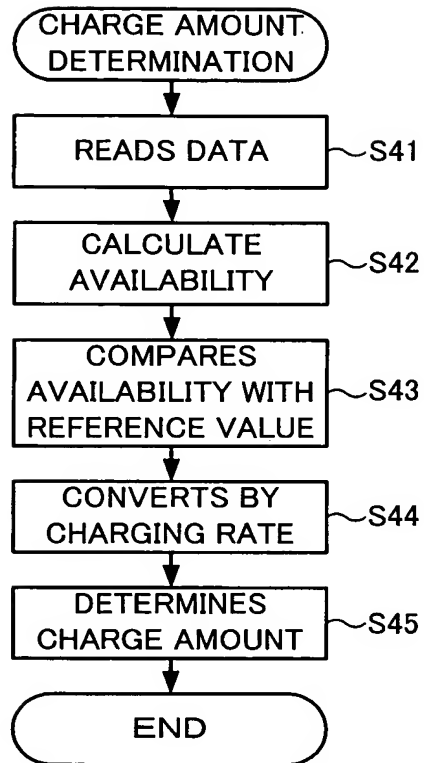 CHARGE AMOUNT
DETERMINATION
READS DATA
S41
CALCULATE
AVAILABILITY
S42
COMPARES
AVAILABILITY WITH
REFERENCE VALUE
S43
CONVERTS BY
CHARGING RATE
S44
DETERMINES
CHARGE AMOUNT
S45
END